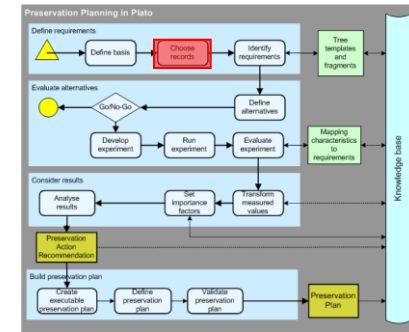 Preservation Planning in Plato
Define requirements
Define basis
Choose
records
Identify
requirements
Tree
templates
and
fragments
Evaluate alternatives
Go/No-Go
Define
alternatives
Develop
experiment
Run
experiment
Evaluate
experiment
Mapping
characteristics
to
requirements
Knowledge base
Consider results
Analyse
results
Set
importance
factors
Transform
measured
values
Preservation
Action
Recommendation
Build preservation plan
Create
executable
preservation plan
Define
preservation
plan
Validate
preservation
plan
Preservation
Plan